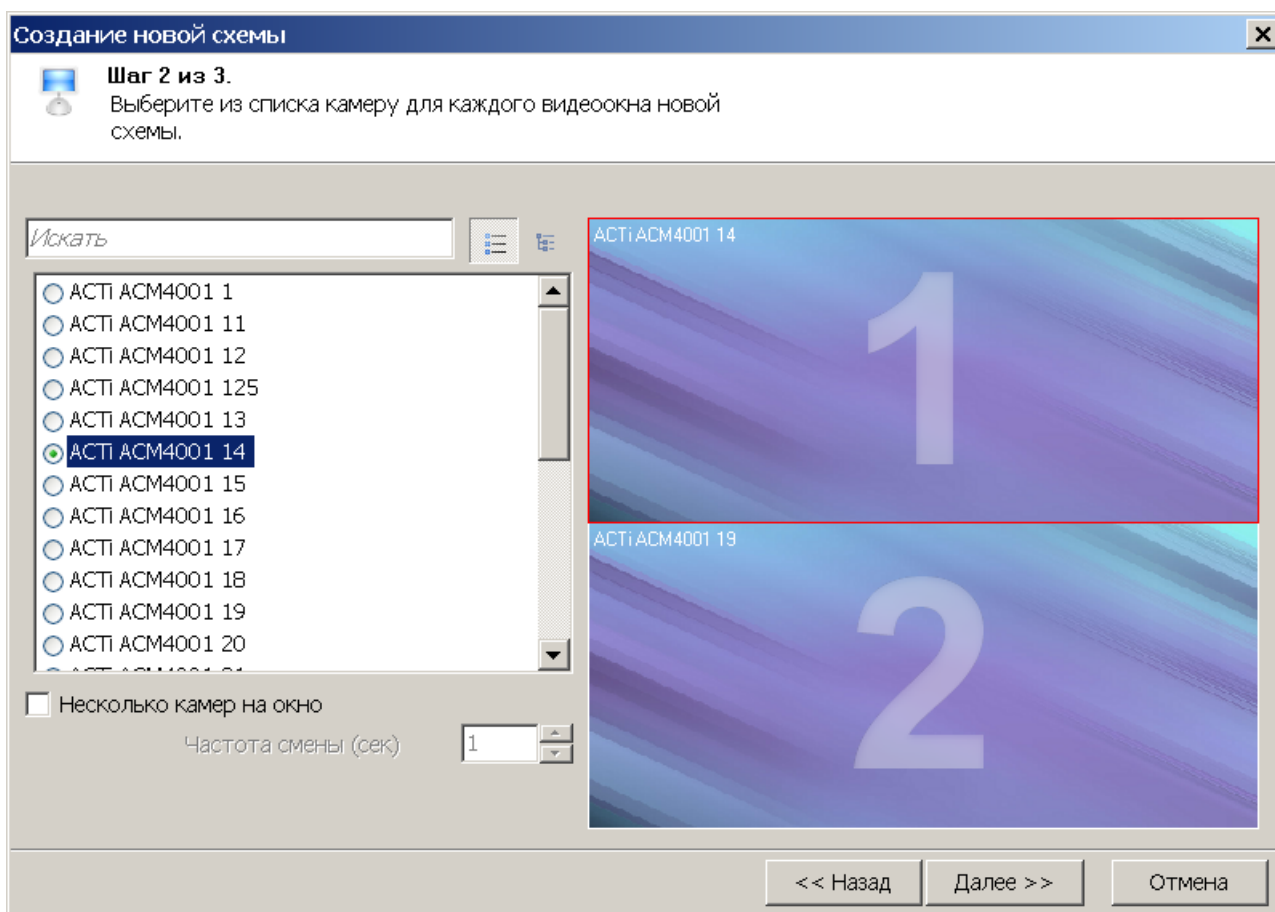 Создание новой схемы
Шаг 2 из 3.
Выберите из списка камеру для каждого видеоокна новой
схемы.
Искать
ACTi ACM4001 1
ACTi ACM4001 11
ACTi ACM4001 12
ACTi ACM4001 125
ACTi ACM4001 13
ACTi ACM4001 14
ACTi ACM4001 15
ACTi ACM4001 16
ACTi ACM4001 17
ACTi ACM4001 18
ACTi ACM4001 19
ACTi ACM4001 20
Несколько камер на окно
Частота смены (сек)
1
ACTi ACM4001 14
1
ACTi ACM4001 19
2
<< Назад
Далее >>
Отмена